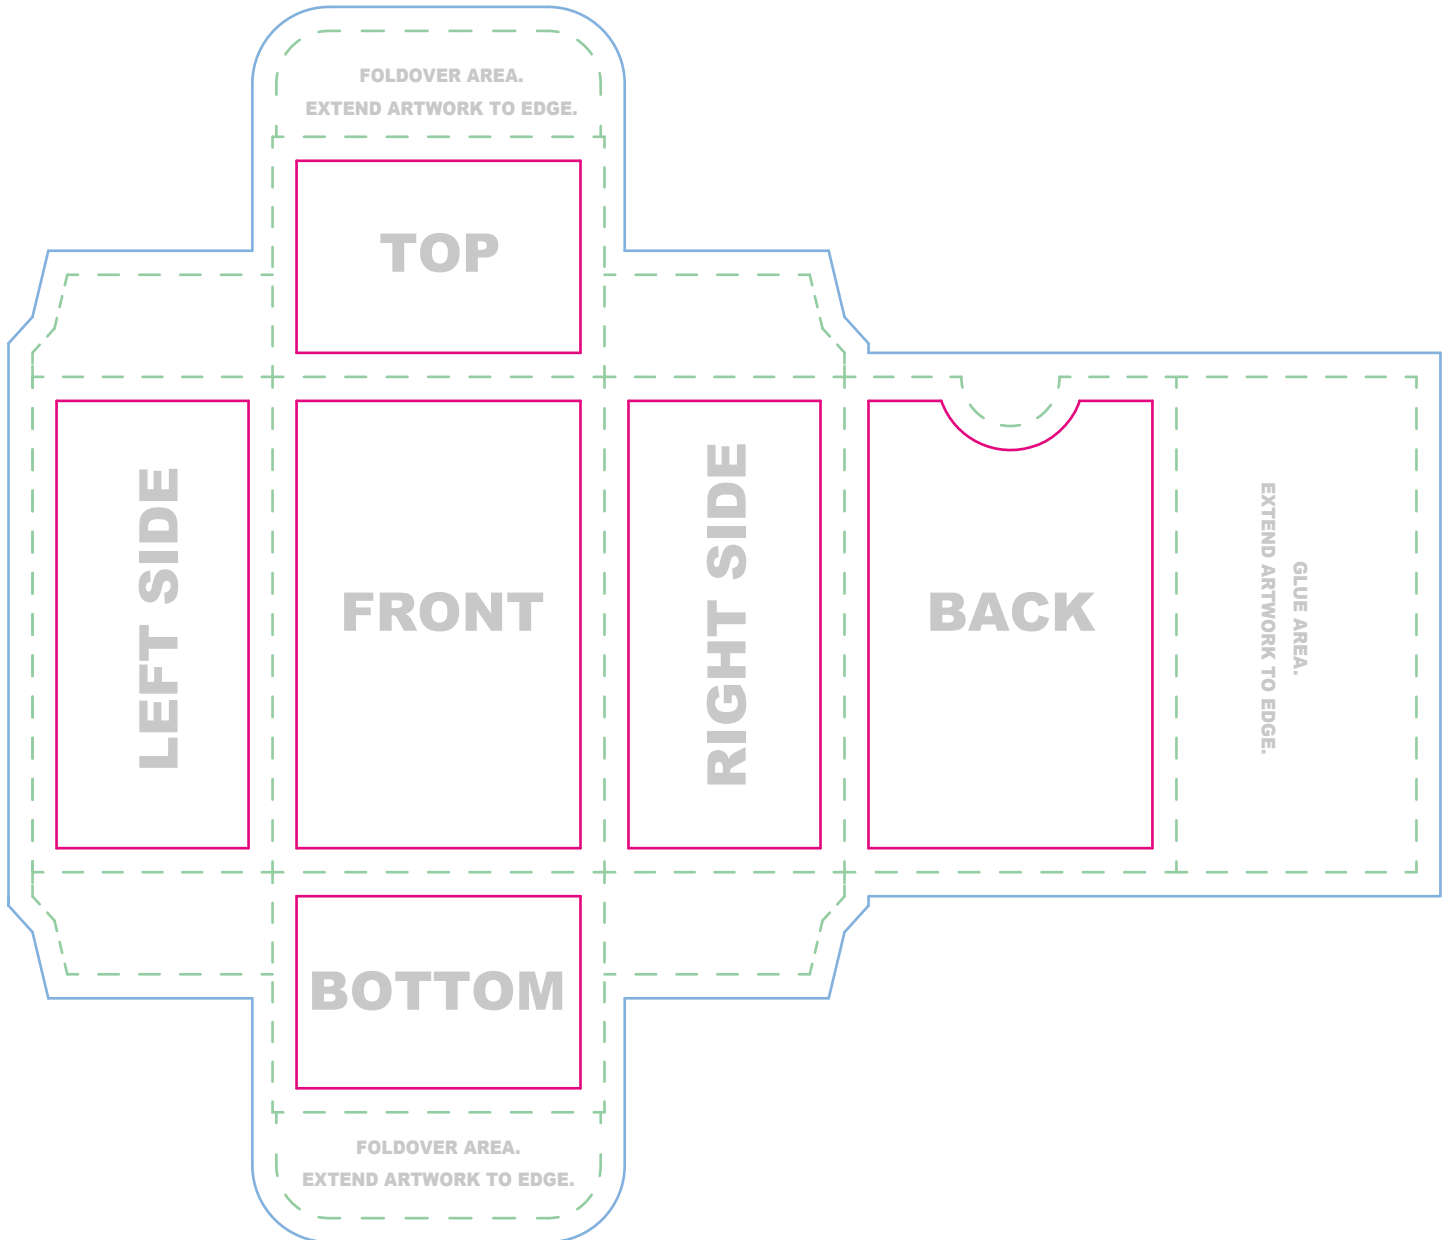 FOLDOVER AREA.
EXTEND ARTWORK TO EDGE.
TOP
LEFT SIDE
FRONT
RIGHT SIDE
BACK
GLUE AREA.
EXTEND ARTWORK TO EDGE.
BOTTOM
FOLDOVER AREA.
EXTEND ARTWORK TO EDGE.